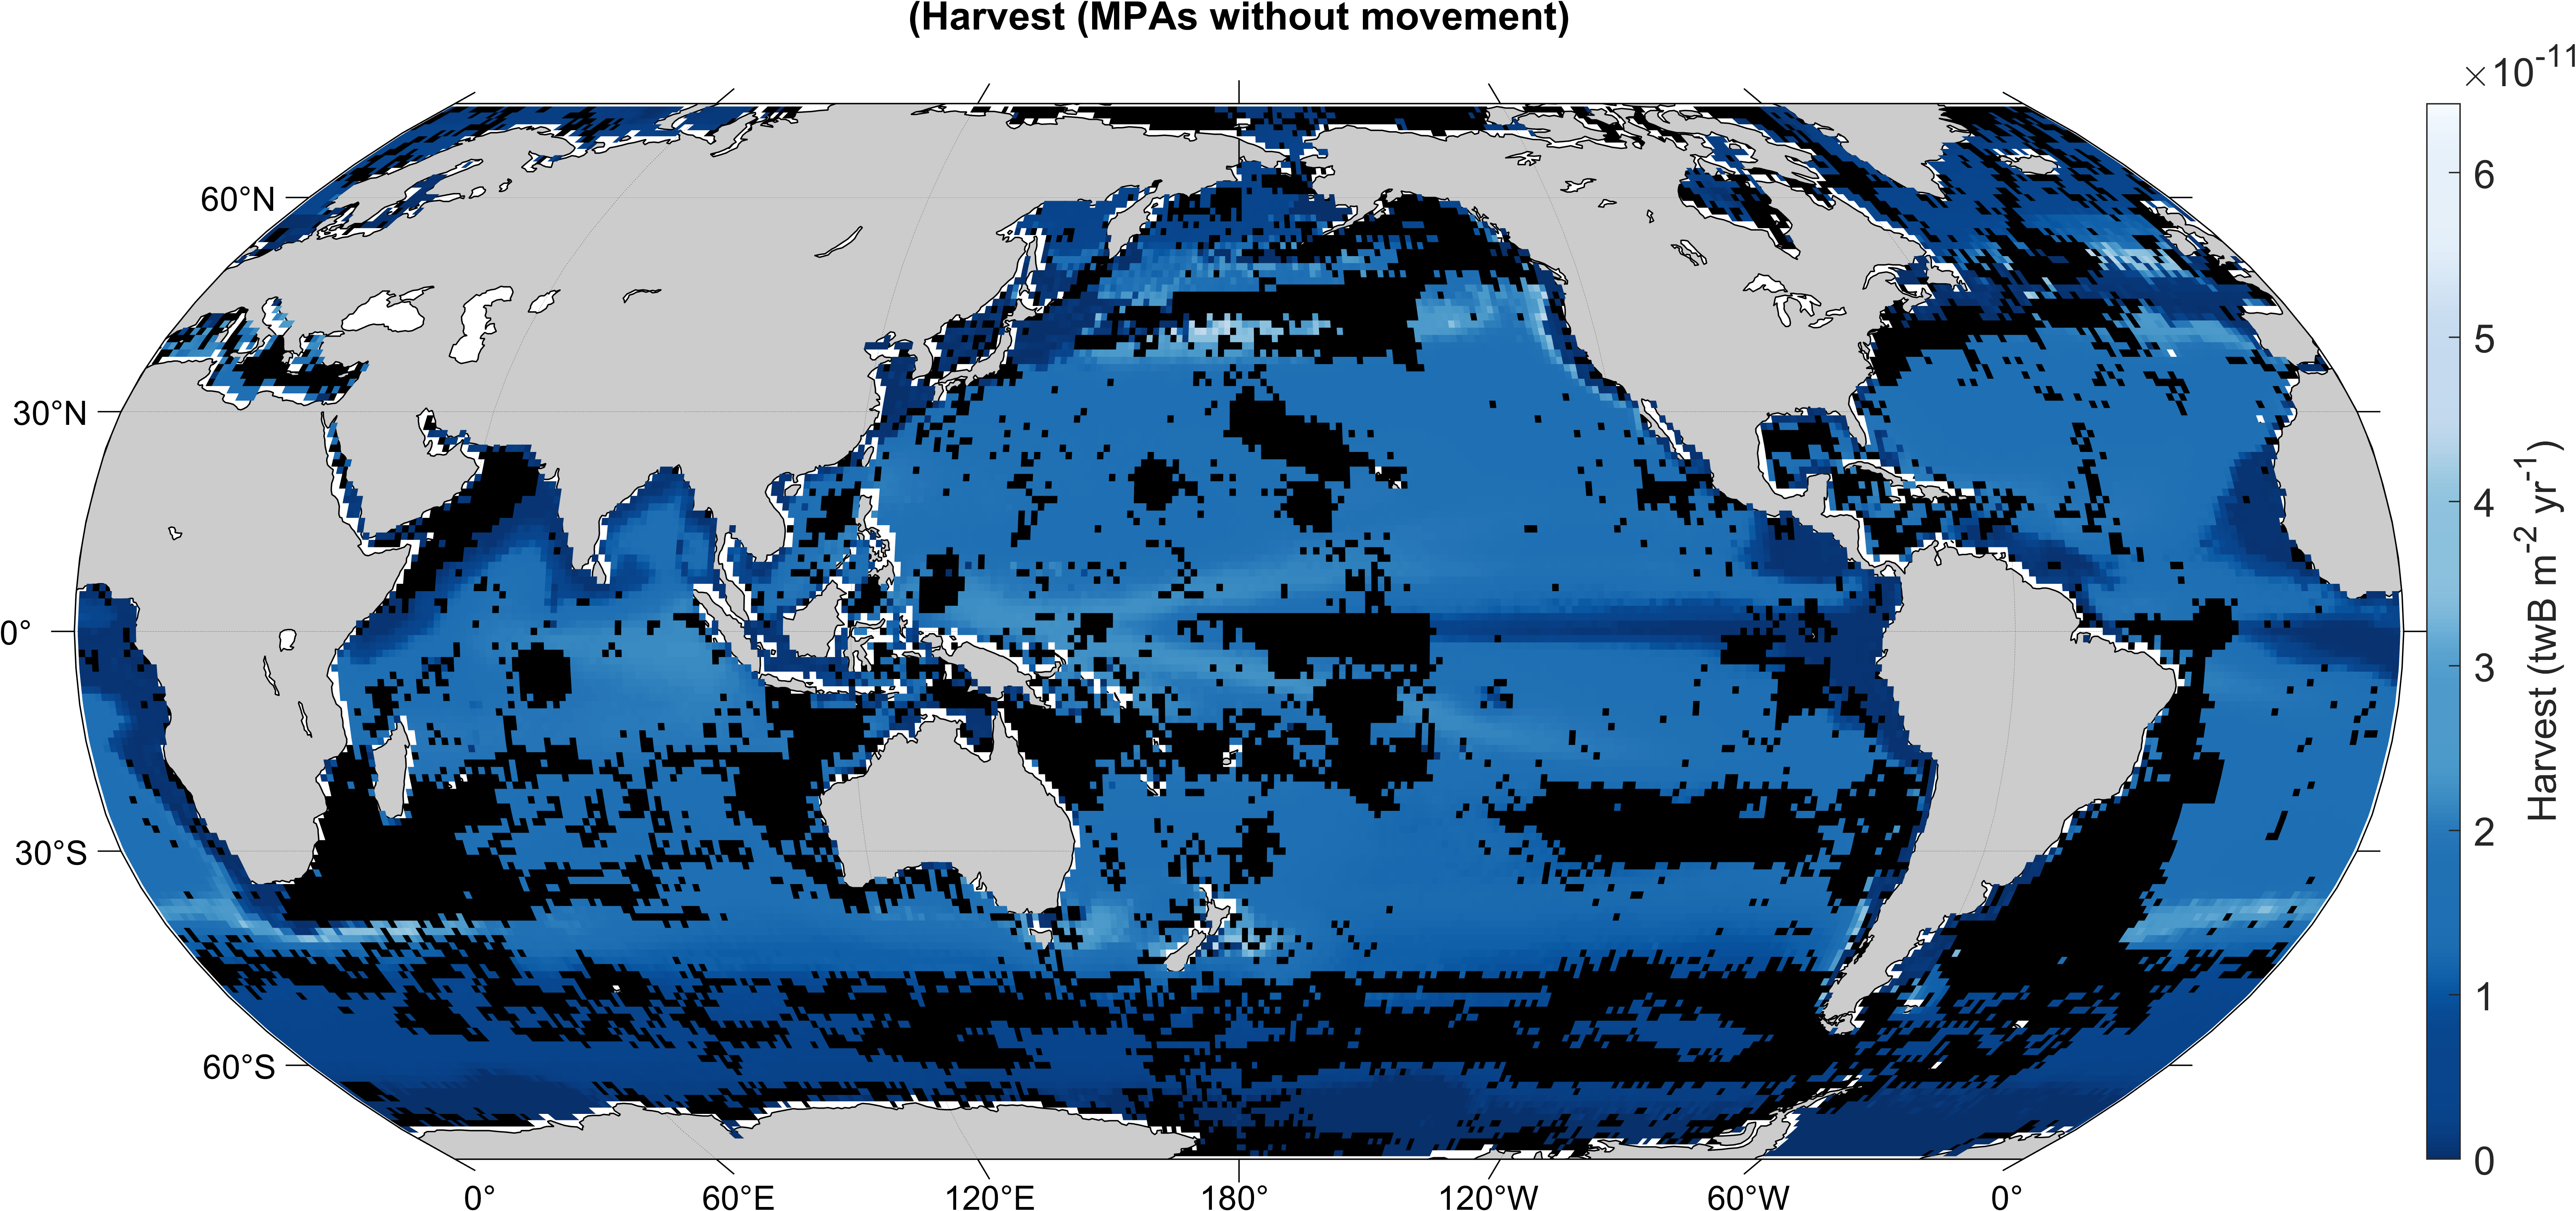 (Harvest (MPAs without movement)
×10⁻¹¹
60°N
30°N
0°
30°S
60°S
0°
60°E
120°E
180°
120°W
60°W
0°
6
5
4
3
2
1
0
Harvest (twB m⁻² yr⁻¹)